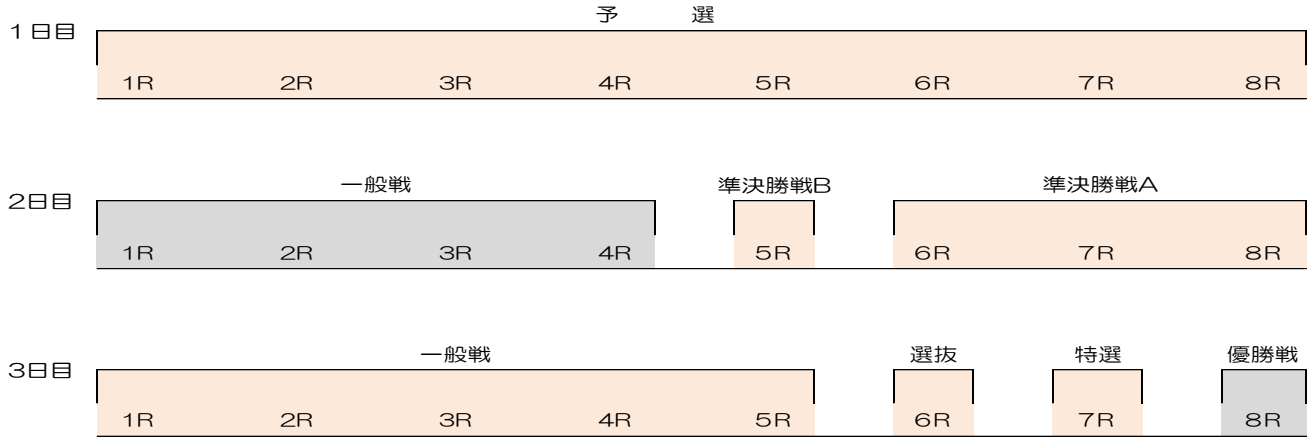 予 選
1日目
1R 2R 3R 4R 5R 6R 7R 8R
一般戦 準決勝戦B 準決勝戦A
2日目
1R 2R 3R 4R 5R 6R 7R 8R
一般戦 選抜 特選 優勝戦
3日目
1R 2R 3R 4R 5R 6R 7R 8R